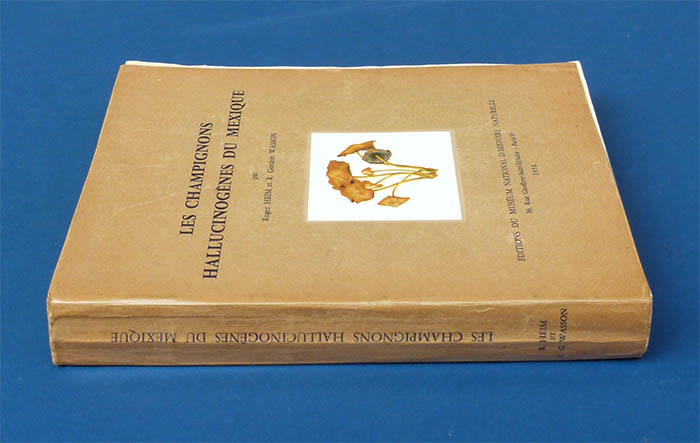 LES CHAMPIGNONS
HALLUCINOGÈNES DU MEXIQUE
par
Roger HEIM et R. Gordon WASSON
ÉDITIONS DU MUSÉUM NATIONAL D'HISTOIRE NATURELLE
36, Rue Geoffroy-Saint-Hilaire - Paris Vᵉ
1958
LES CHAMPIGNONS HALLUCINOGÈNES DU MEXIQUE
R. HEIM
ET
G. WASSON